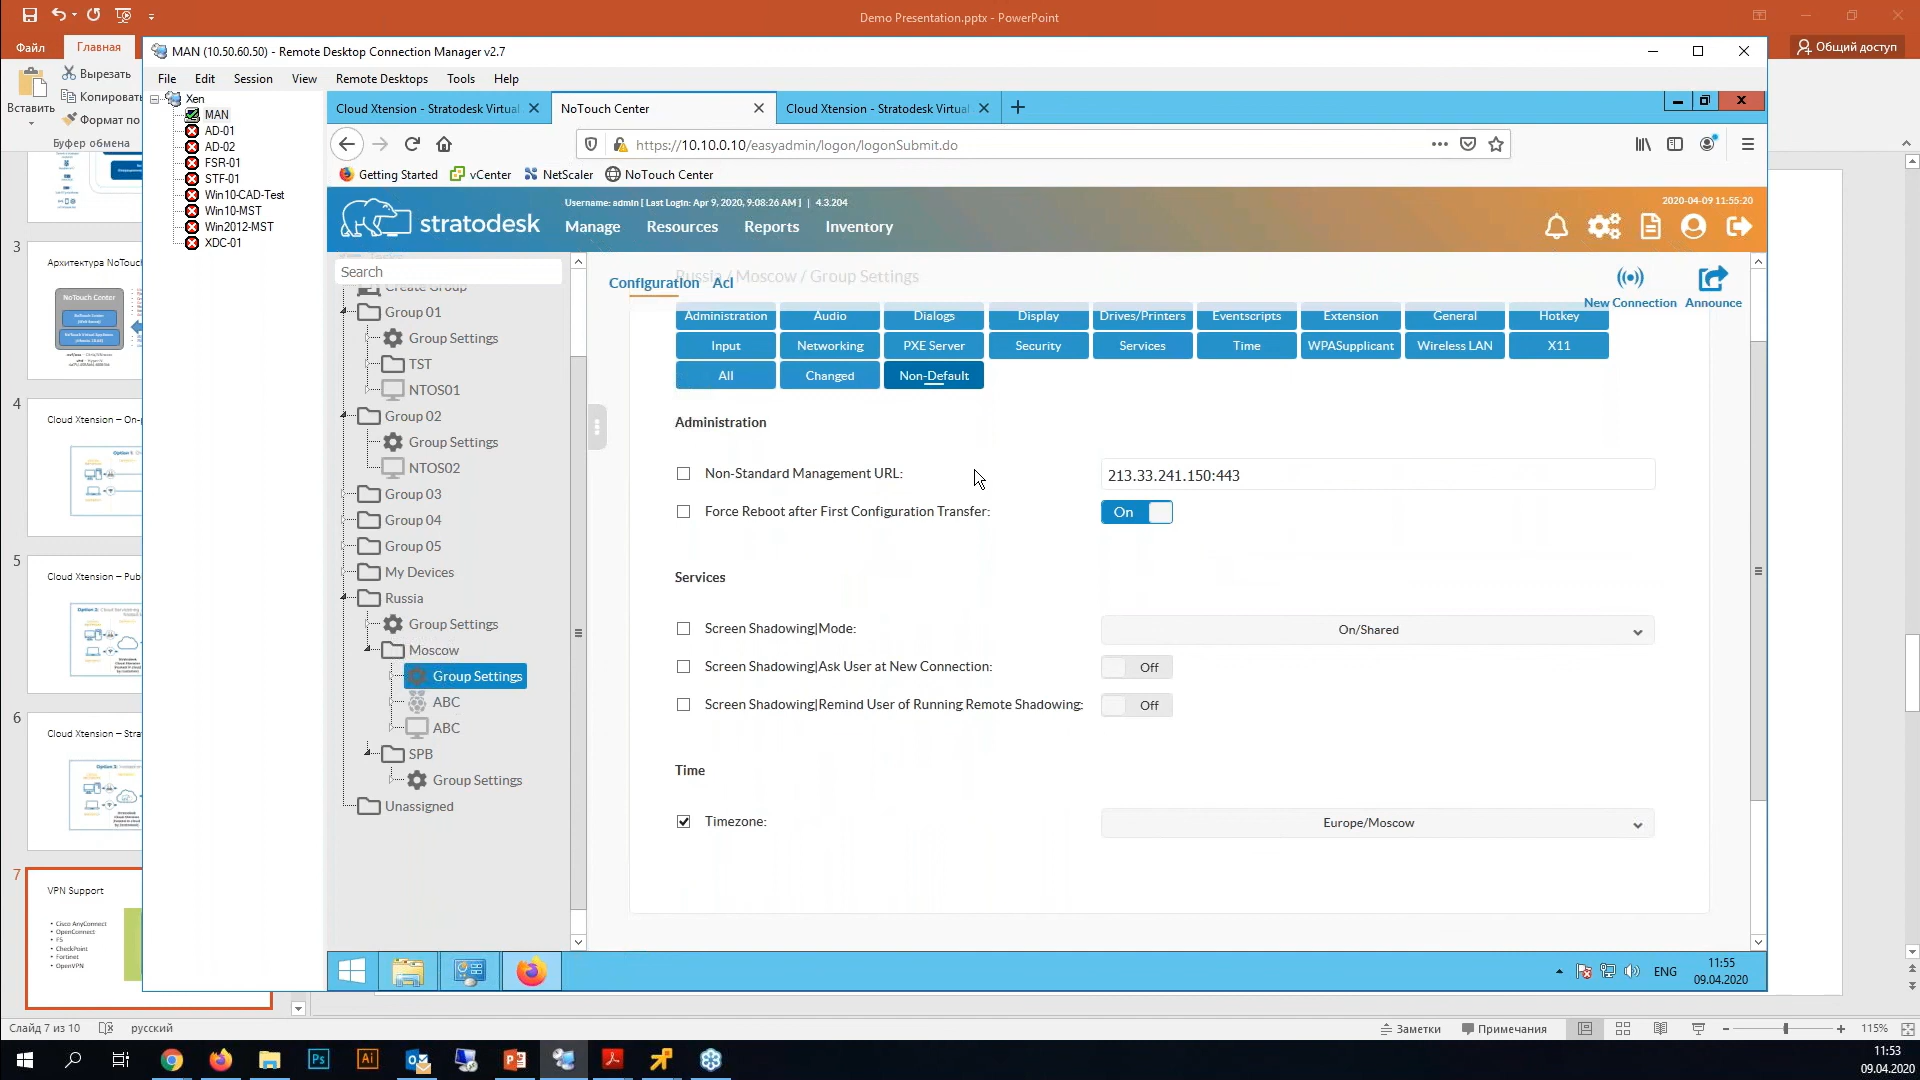 Demo Presentation.pptx - PowerPoint
Файл
Главная
Общий доступ
Вырезать
Копировать
Формат по
Вставить
Буфер обмена
3
Архитектура NoTouch
NoTouch Center
4
Cloud Xtension – On-
5
Cloud Xtension – Pub
6
Cloud Xtension – Stra
7
VPN Support
• Cisco AnyConnect
• OpenConnect
• F5
• CheckPoint
• Fortinet
• OpenVPN
MAN (10.50.60.50) - Remote Desktop Connection Manager v2.7
File Edit Session View Remote Desktops Tools Help
Xen
MAN
AD-01
AD-02
FSR-01
STF-01
Win10-CAD-Test
Win10-MST
Win2012-MST
XDC-01
Cloud Xtension - Stratodesk Virtual
NoTouch Center
Cloud Xtension - Stratodesk Virtual
https://10.10.0.10/easyadmin/logon/logonSubmit.do
Getting Started
vCenter
NetScaler
NoTouch Center
stratodesk
Username: admin [ Last Login: Apr 9, 2020, 9:08:26 AM ] | 4.3.204
2020-04-09 11:55:20
Manage Resources Reports Inventory
Search
Create Group
Group 01
Group Settings
TST
NTOS01
Group 02
Group Settings
NTOS02
Group 03
Group 04
Group 05
My Devices
Russia
Group Settings
Moscow
Group Settings
ABC
ABC
SPB
Group Settings
Unassigned
Russia / Moscow / Group Settings
Configuration Acl
New Connection Announce
Administration Audio Dialogs Display Drives/Printers Eventscripts Extension General Hotkey
Input Networking PXE Server Security Services Time WPASupplicant Wireless LAN X11
All Changed Non-Default
Administration
Non-Standard Management URL: 213.33.241.150:443
Force Reboot after First Configuration Transfer: On
Services
Screen Shadowing|Mode: On/Shared
Screen Shadowing|Ask User at New Connection: Off
Screen Shadowing|Remind User of Running Remote Shadowing: Off
Time
Timezone: Europe/Moscow
ENG
11:55
09.04.2020
Слайд 7 из 10
русский
Заметки
Примечания
115%
11:53
09.04.2020